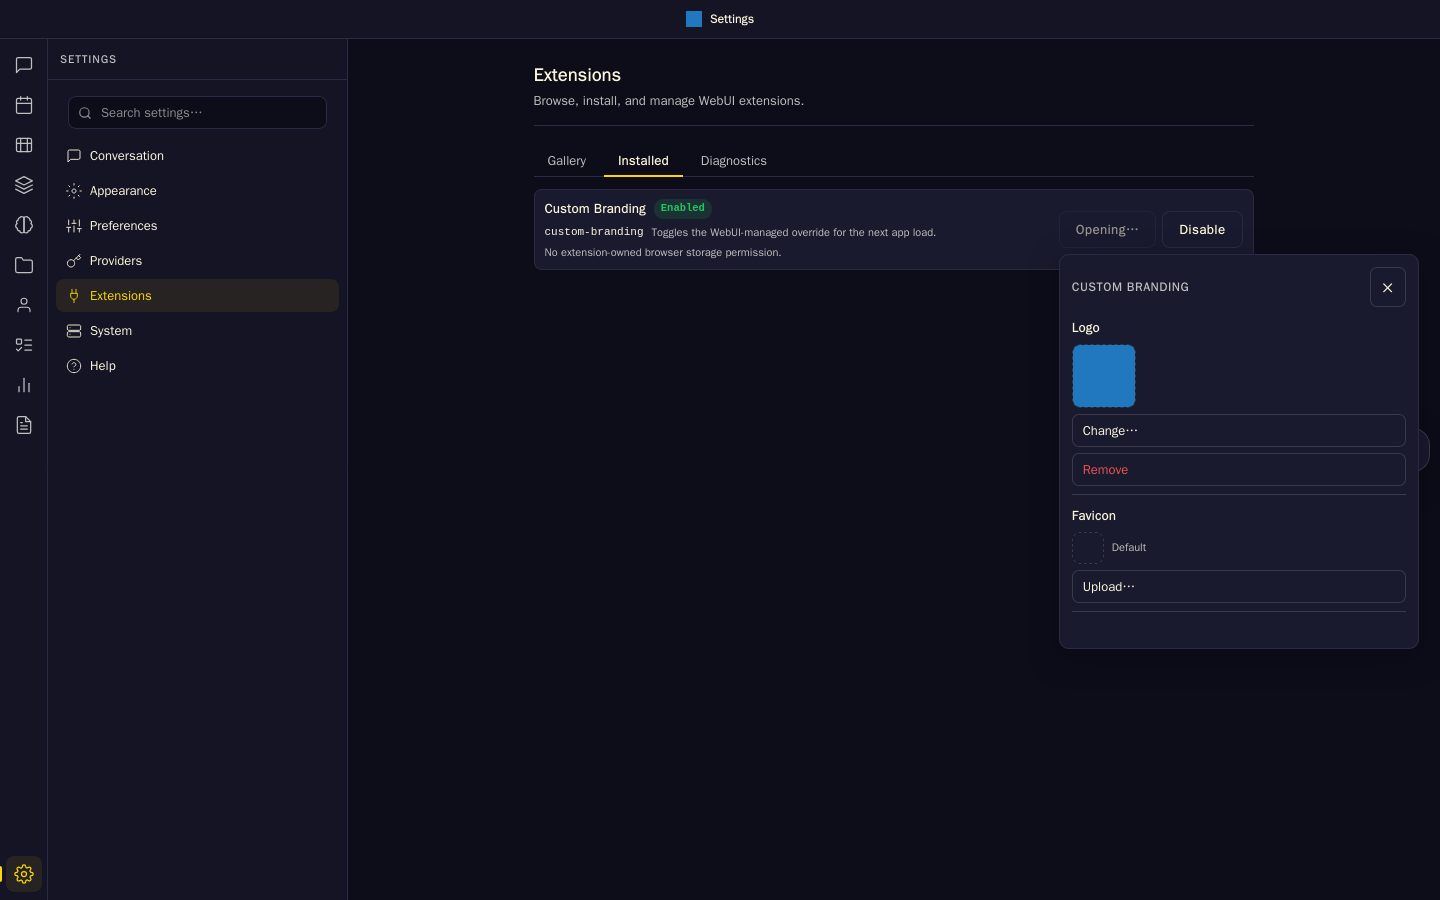 Settings
SETTINGS
Search settings···
Conversation
Appearance
Preferences
Providers
Extensions
System
Help
Extensions
Browse, install, and manage WebUI extensions.
Gallery
Installed
Diagnostics
Custom Branding Enabled
custom-branding Toggles the WebUI-managed override for the next app load.
No extension-owned browser storage permission.
Opening···
Disable
CUSTOM BRANDING
Logo
Change···
Remove
Favicon
Default
Upload···